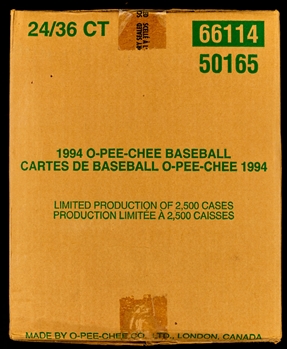 24/36 CT
66114
50165
1994 O-PEE-CHEE BASEBALL
CARTES DE BASEBALL O-PEE-CHEE 1994
LIMITED PRODUCTION OF 2,500 CASES
PRODUCTION LIMITÉE À 2,500 CAISSES
MADE BY O-PEE-CHEE CO., LTD., LONDON, CANADA